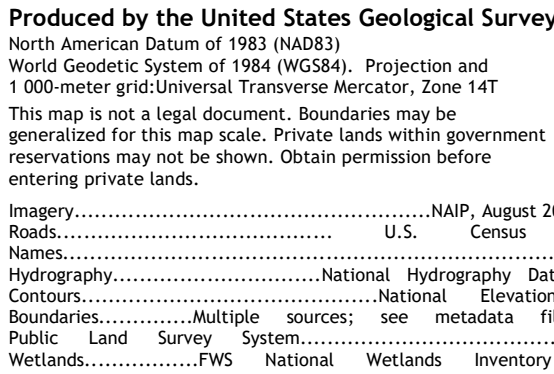 Produced by the United States Geological Survey
North American Datum of 1983 (NAD83)
World Geodetic System of 1984 (WGS84). Projection and
1 000-meter grid:Universal Transverse Mercator, Zone 14T
This map is not a legal document. Boundaries may be
generalized for this map scale. Private lands within government
reservations may not be shown. Obtain permission before
entering private lands.
Imagery....................................................NAIP, August 20
Roads.................................... U.S. Census
Names.........................................................................
Hydrography..............................National Hydrography Dat
Contours...........................................National Elevation
Boundaries.............Multiple sources; see metadata fil
Public Land Survey System.....................................
Wetlands................FWS National Wetlands Inventory